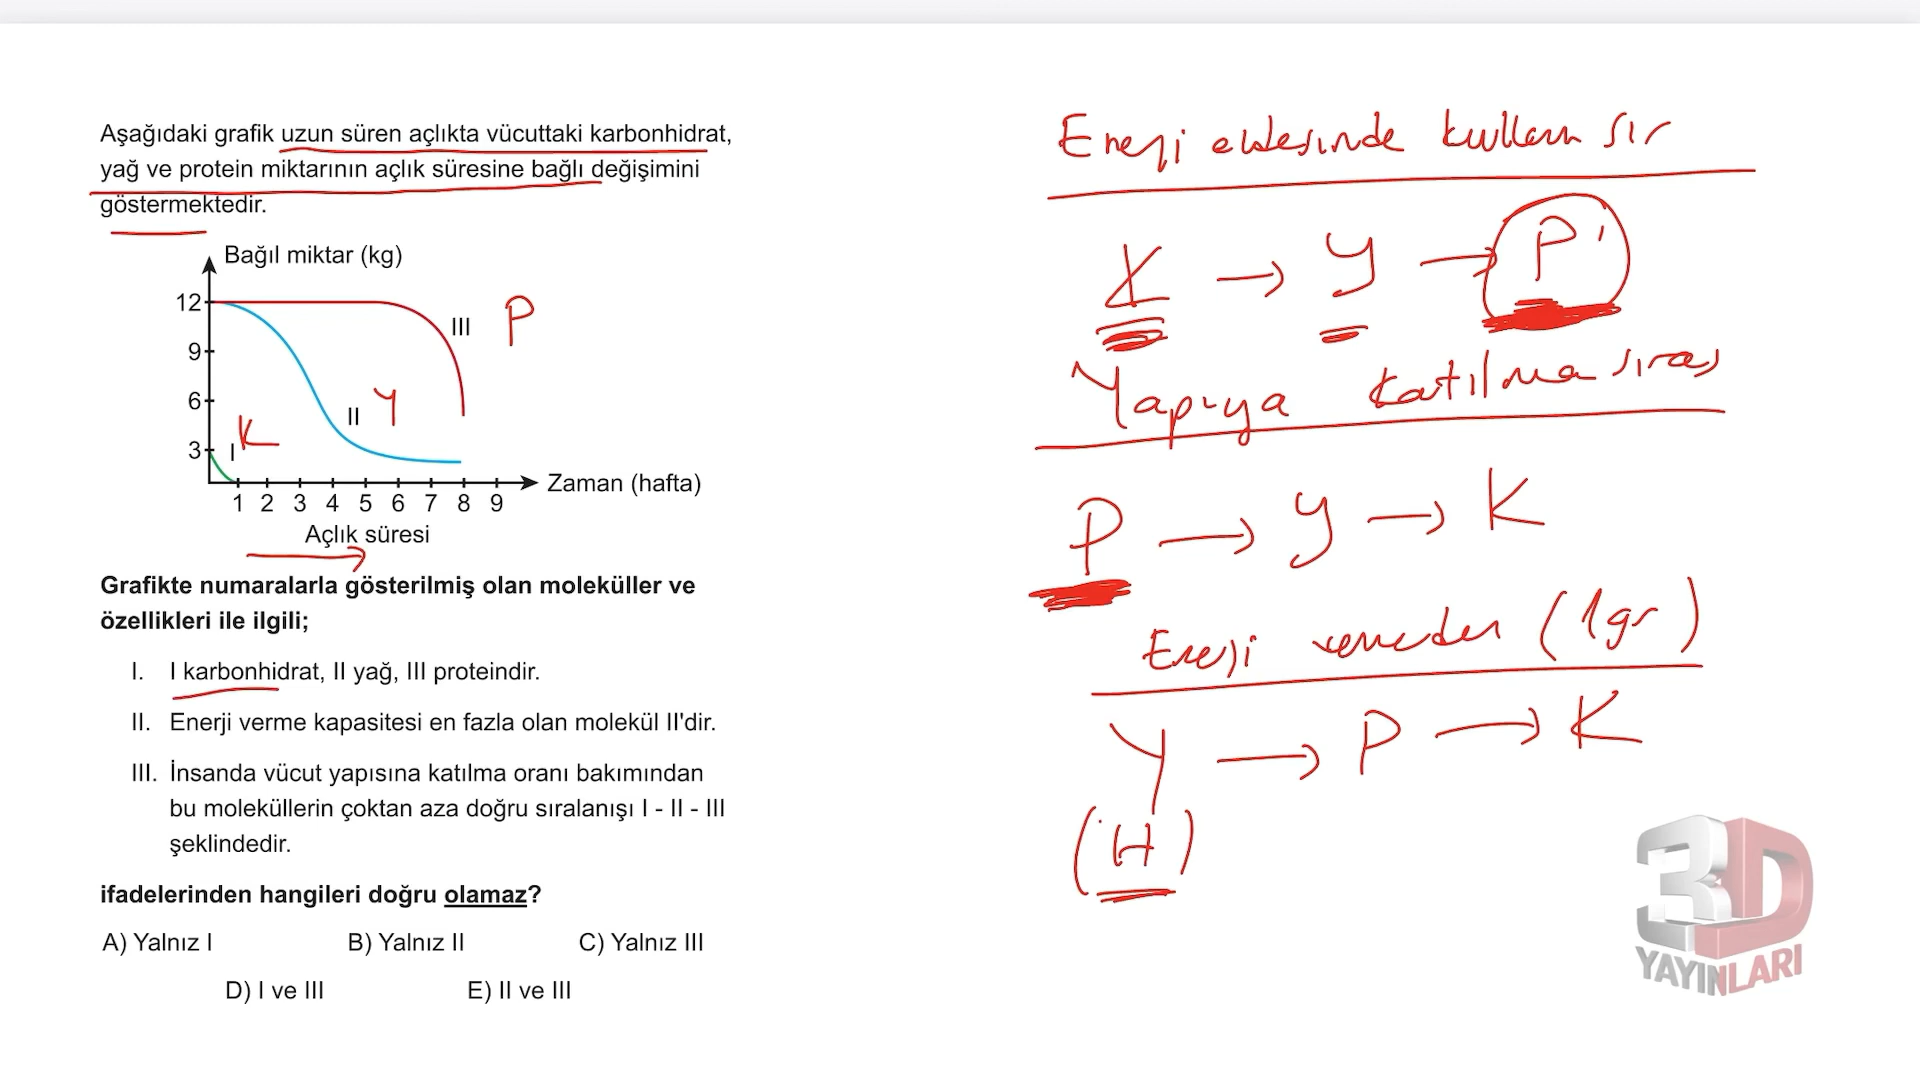 Aşağıdaki grafik uzun süren açlıkta vücuttaki karbonhidrat,
yağ ve protein miktarının açlık süresine bağlı değişimini
göstermektedir.
Bağıl miktar (kg)
12
9
6
3
III P
II Y
I K
1 2 3 4 5 6 7 8 9
Zaman (hafta)
Açlık süresi
Grafikte numaralarla gösterilmiş olan moleküller ve
özellikleri ile ilgili;
I. I karbonhidrat, II yağ, III proteindir.
II. Enerji verme kapasitesi en fazla olan molekül II'dir.
III. İnsanda vücut yapısına katılma oranı bakımından
bu moleküllerin çoktan aza doğru sıralanışı I - II - III
şeklindedir.
ifadelerinden hangileri doğru olamaz?
A) Yalnız I B) Yalnız II C) Yalnız III
D) I ve III E) II ve III
Enerji eldesinde kullanım sır
K → Y → P
Yapıya katılma sırası
P → Y → K
Enerji (1gr)
Y → P → K
(H)
3D
YAYINLARI